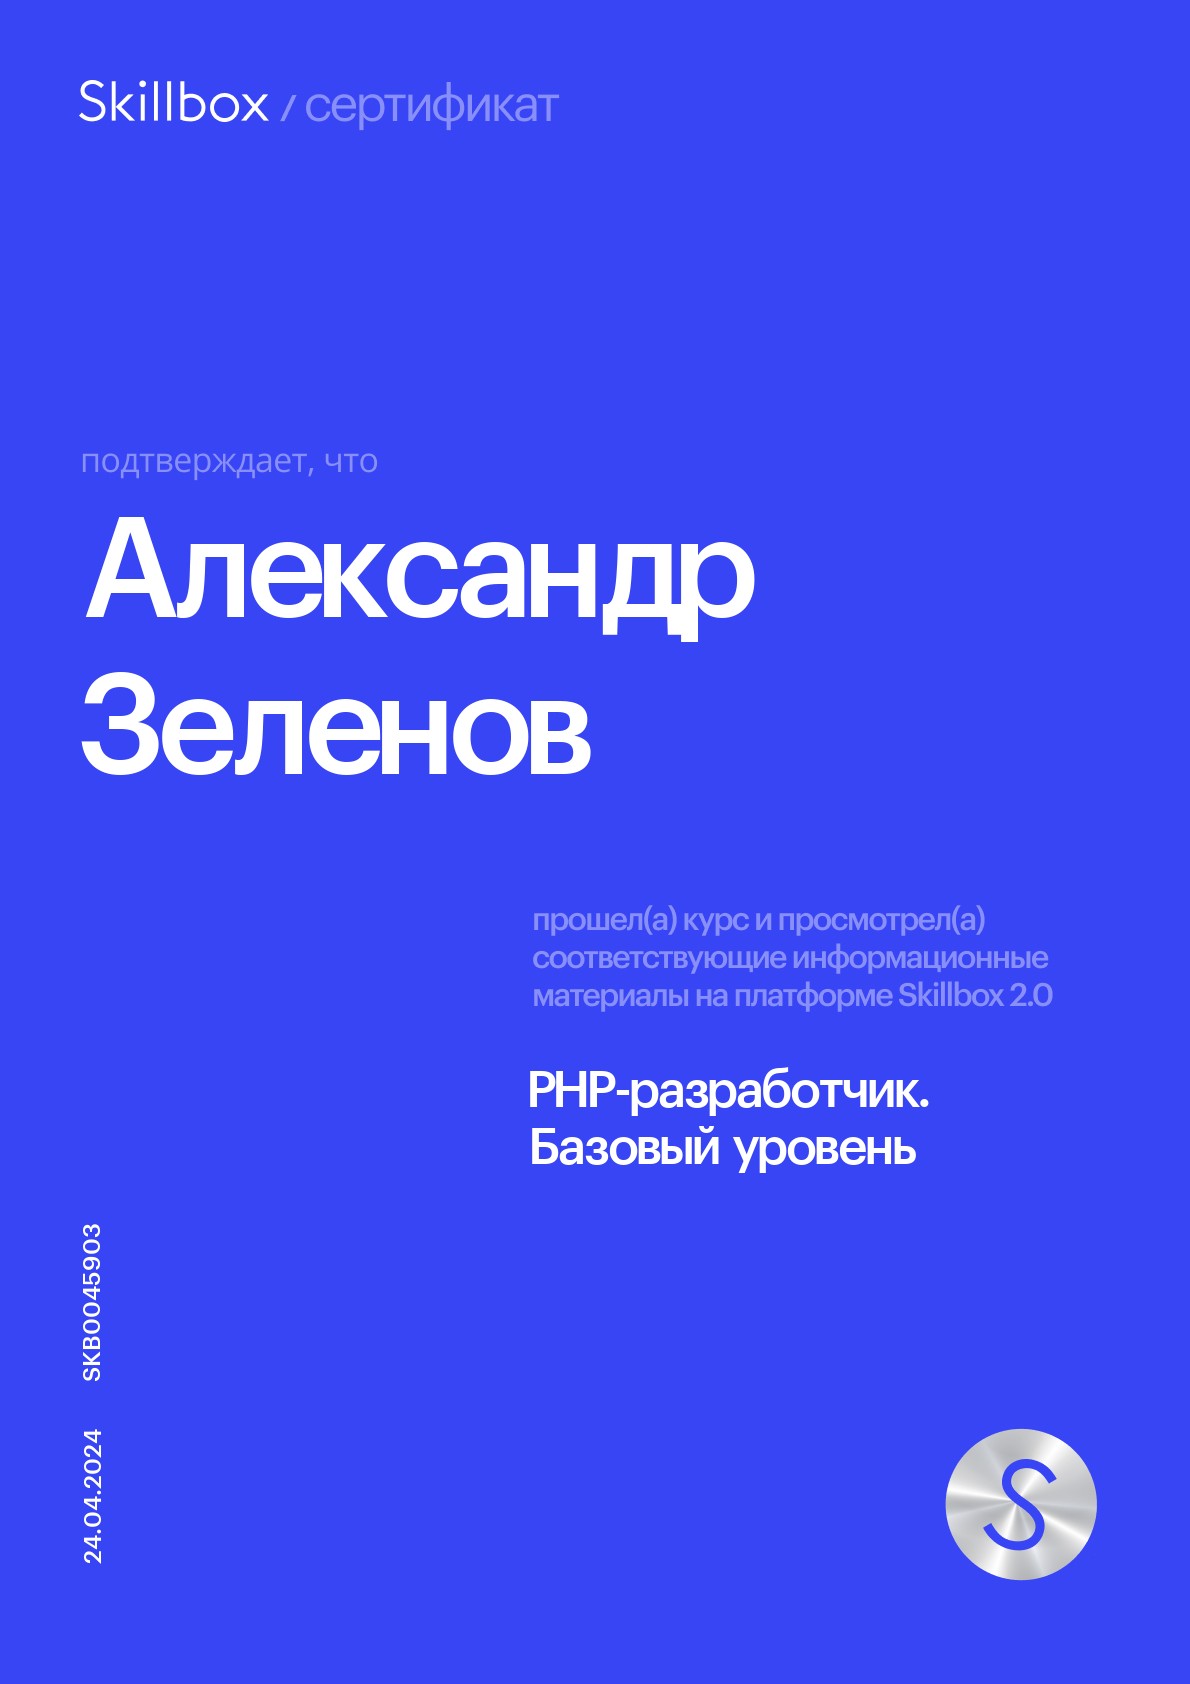 Skillbox / сертификат
подтверждает, что
Александр
Зеленов
прошел(а) курс и просмотрел(а)
соответствующие информационные
материалы на платформе Skillbox 2.0
PHP-разработчик.
Базовый уровень
SKB0045903
24.04.2024
S